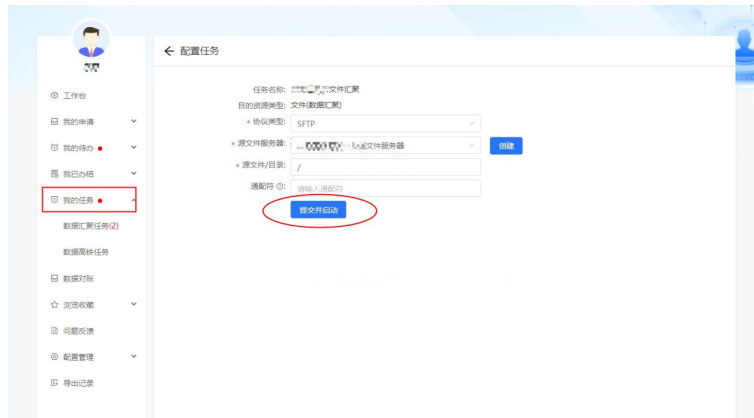 配置任务
工作台
我的申请
我的待办
我已办结
我的任务
数据汇聚任务(2)
数据高铁任务
数据对账
浏览收藏
问题反馈
配置管理
导出记录
任务名称: 文件汇聚
目的资源类型: 文件(数据汇聚)
* 协议类型: SFTP
* 源文件服务器: 文件服务器
创建
* 源文件/目录: /
通配符 : 请输入通配符
提交并启动